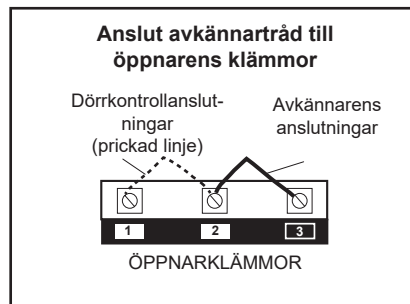 Anslut avkännartråd till
öppnarens klämmor
Dörrkontrollanslut-
ningar
(prickad linje)
Avkännarens
anslutningar
1 2 3
ÖPPNARKLÄMMOR